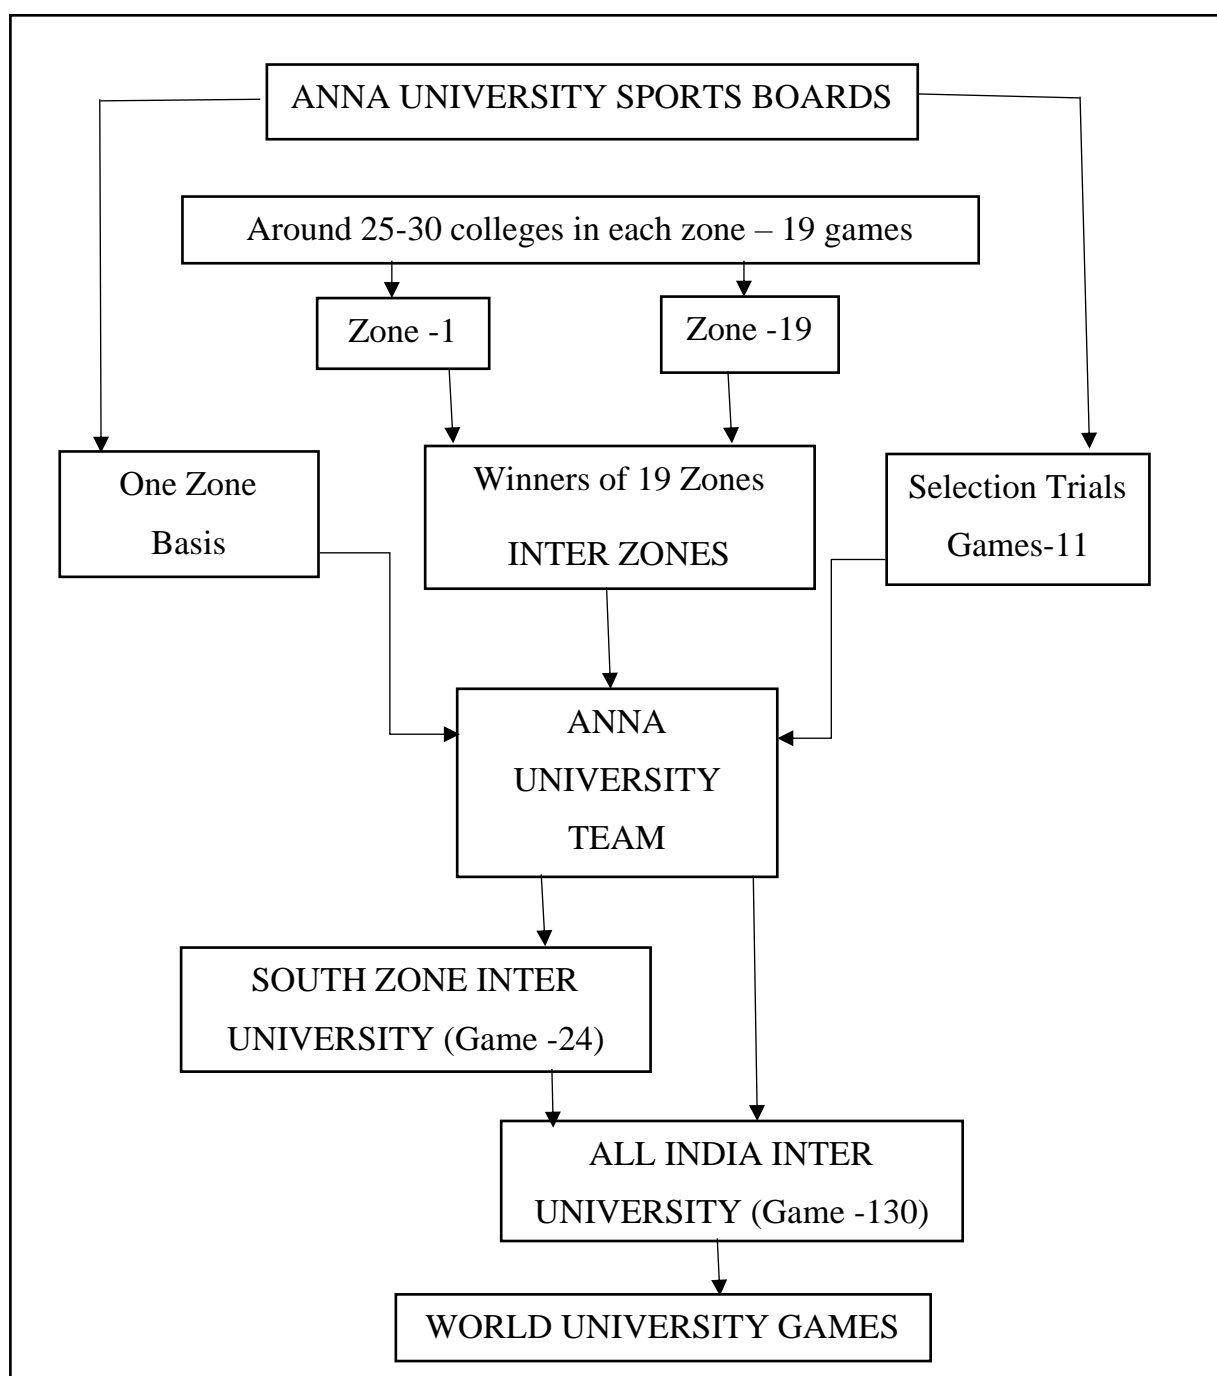 ANNA UNIVERSITY SPORTS BOARDS
Around 25-30 colleges in each zone – 19 games
Zone -1
Zone -19
One Zone
Basis
Winners of 19 Zones
INTER ZONES
Selection Trials
Games-11
ANNA
UNIVERSITY
TEAM
SOUTH ZONE INTER
UNIVERSITY (Game -24)
ALL INDIA INTER
UNIVERSITY (Game -130)
WORLD UNIVERSITY GAMES